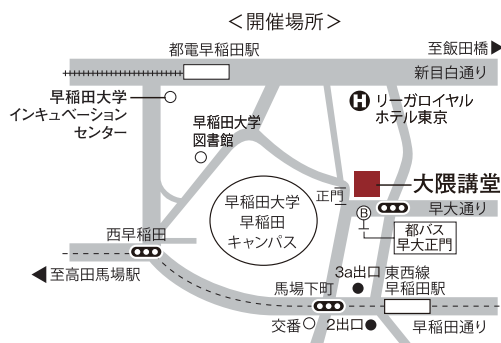 ＜開催場所＞
都電早稲田駅
至飯田橋
新目白通り
早稲田大学
インキュベーション
センター
早稲田大学
図書館
H
リーガロイヤル
ホテル東京
正門
大隈講堂
早稲田大学
早稲田
キャンパス
B
早大通り
都バス
早大正門
西早稲田
至高田馬場駅
馬場下町
3a出口
東西線
早稲田駅
交番
2出口
早稲田通り